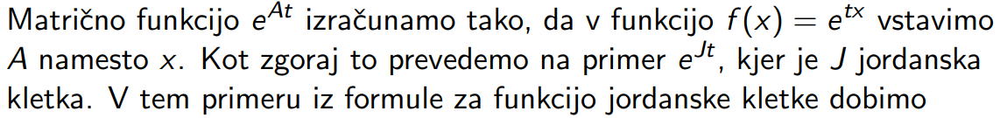 Matrično funkcijo e^{At} izračunamo tako, da v funkcijo f(x) = e^{tx} vstavimo
A namesto x. Kot zgoraj to prevedemo na primer e^{Jt}, kjer je J jordanska
kletka. V tem primeru iz formule za funkcijo jordanske kletke dobimo